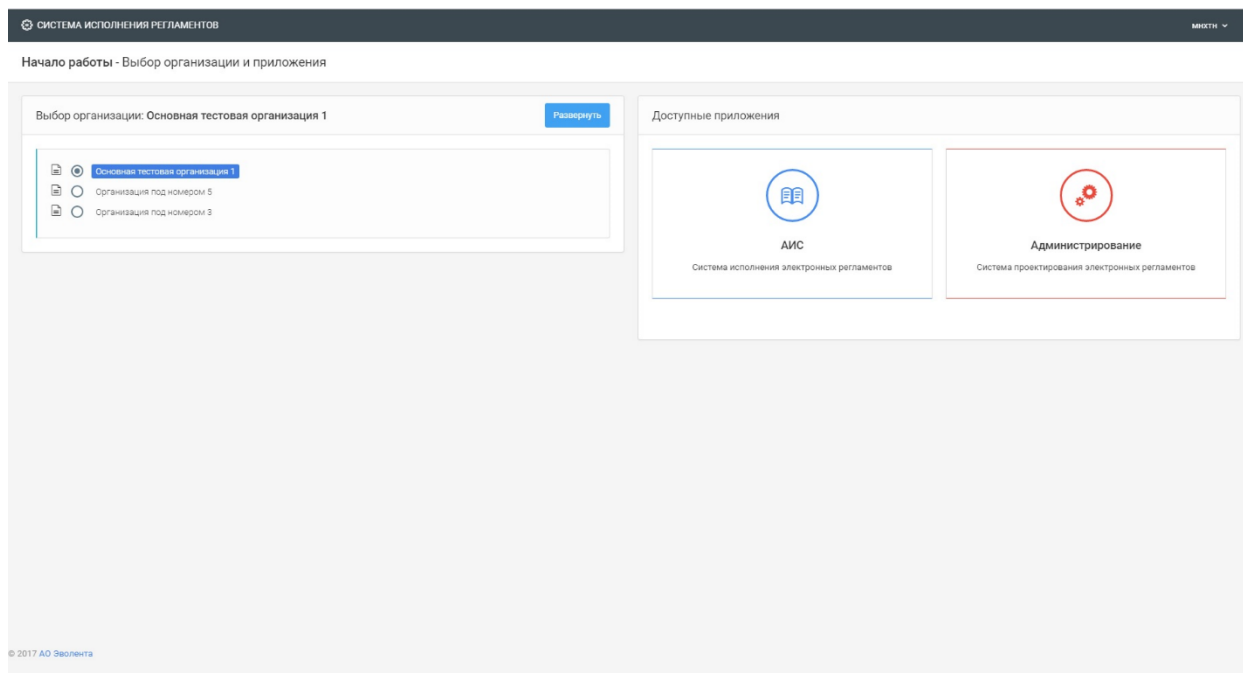 СИСТЕМА ИСПОЛНЕНИЯ РЕГЛАМЕНТОВ
мнхтн
Начало работы - Выбор организации и приложения
Выбор организации: Основная тестовая организация 1
Развернуть
Основная тестовая организация 1
Организация под номером 5
Организация под номером 3
Доступные приложения
АИС
Система исполнения электронных регламентов
Администрирование
Система проектирования электронных регламентов
© 2017 АО Эволента